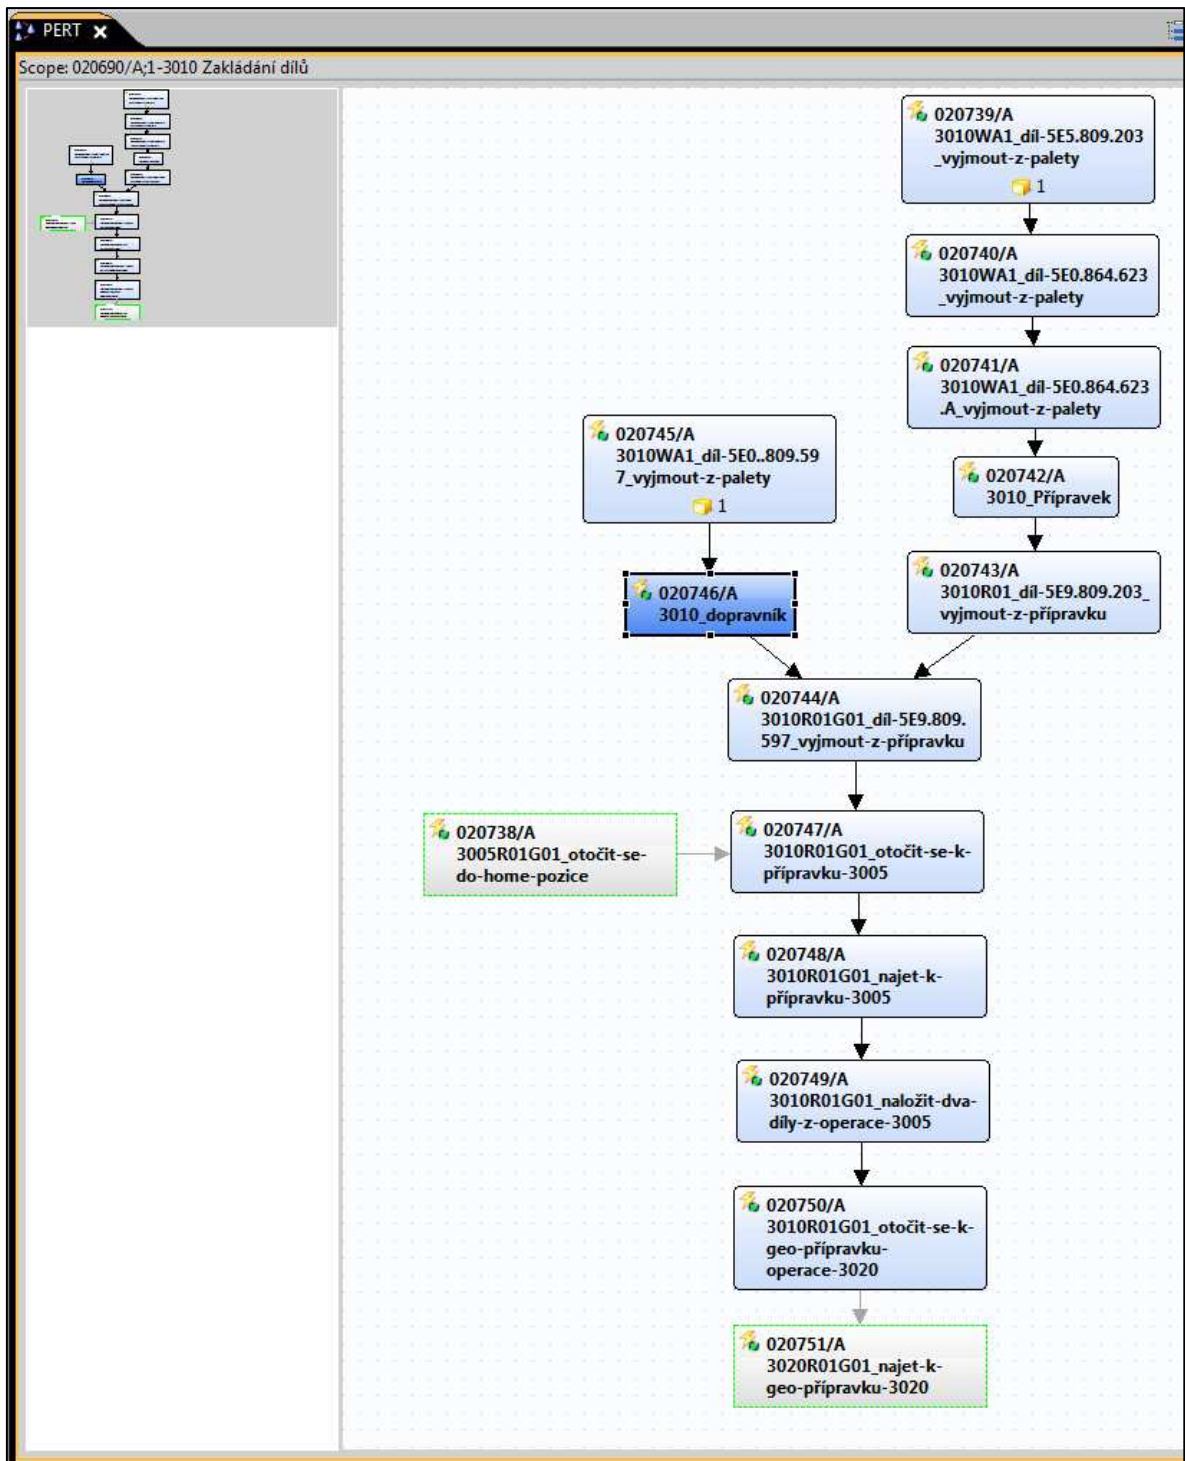 PERT
Scope: 020690/A;1-3010 Zakládání dílů
020739/A
3010WA1_díl-5E5.809.203
_vyjmout-z-palety
1
020740/A
3010WA1_díl-5E0.864.623
_vyjmout-z-palety
020741/A
3010WA1_díl-5E0.864.623
.A_vyjmout-z-palety
020745/A
3010WA1_díl-5E0..809.59
7_vyjmout-z-palety
1
020742/A
3010_Přípravek
020743/A
3010R01_díl-5E9.809.203_
vyjmout-z-přípravku
020746/A
3010_dopravník
020744/A
3010R01G01_díl-5E9.809.
597_vyjmout-z-přípravku
020738/A
3005R01G01_otočit-se-
do-home-pozice
020747/A
3010R01G01_otočit-se-k-
přípravku-3005
020748/A
3010R01G01_najet-k-
přípravku-3005
020749/A
3010R01G01_naložit-dva-
díly-z-operace-3005
020750/A
3010R01G01_otočit-se-k-
geo-přípravku-
operace-3020
020751/A
3020R01G01_najet-k-
geo-přípravku-3020